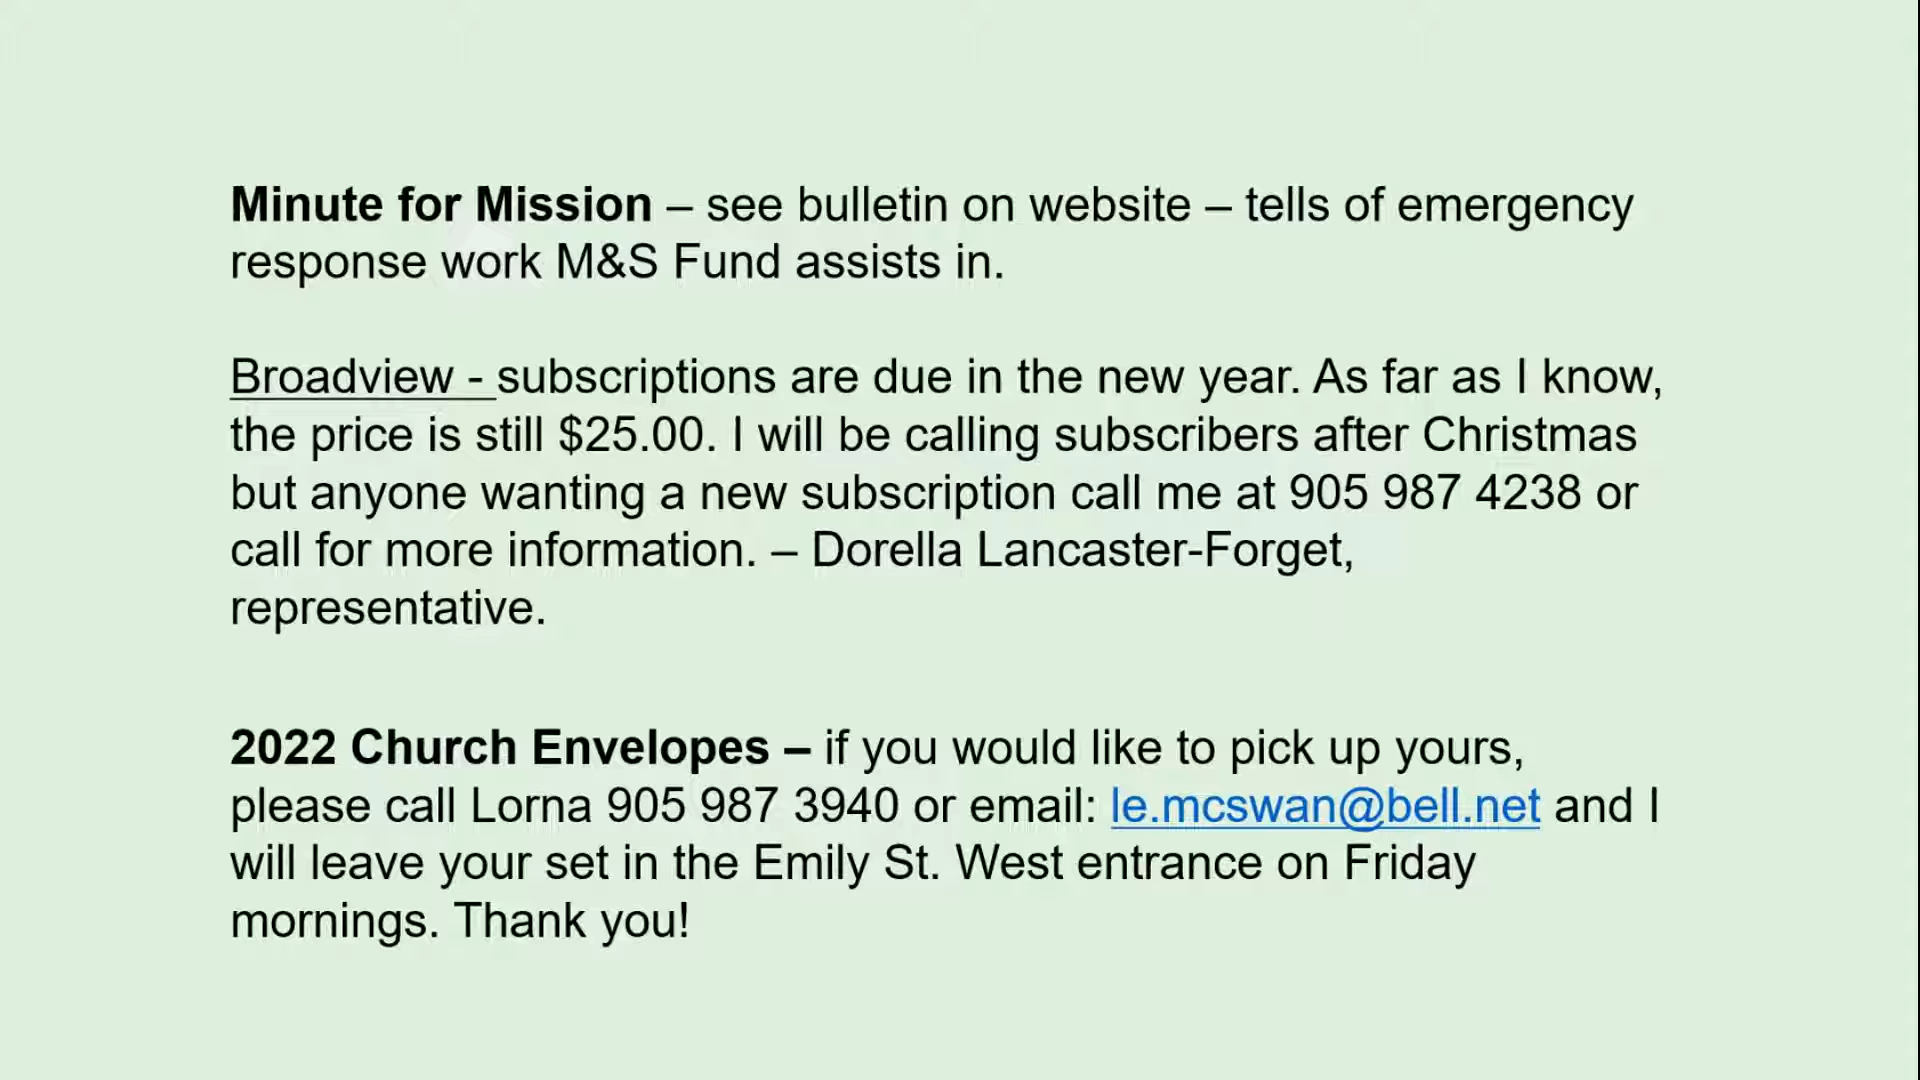 Minute for Mission – see bulletin on website – tells of emergency
response work M&S Fund assists in.
Broadview - subscriptions are due in the new year. As far as I know,
the price is still $25.00. I will be calling subscribers after Christmas
but anyone wanting a new subscription call me at 905 987 4238 or
call for more information. – Dorella Lancaster-Forget,
representative.
2022 Church Envelopes – if you would like to pick up yours,
please call Lorna 905 987 3940 or email: le.mcswan@bell.net and I
will leave your set in the Emily St. West entrance on Friday
mornings. Thank you!